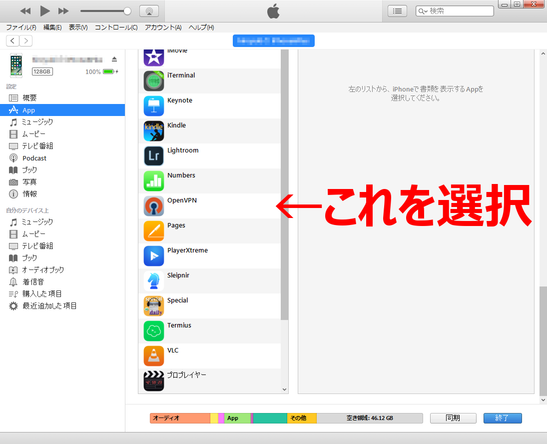 検索
ファイル(F) 編集(E) 表示(V) コントロール(C) アカウント(A) ヘルプ(H)
128GB 100%
設定
概要
App
ミュージック
ムービー
テレビ番組
Podcast
ブック
写真
情報
自分のデバイス上
ミュージック
ムービー
テレビ番組
ブック
オーディオブック
着信音
購入した項目
最近追加した項目
iMovie
iTerminal
Keynote
Kindle
kindle
Lightroom
Lr
Numbers
OpenVPN
Pages
PlayerXtreme
Sleipnir
Special
Termius
VLC
プロプレイヤー
左のリストから、iPhoneで書類を表示するAppを
選択してください。
←これを選択
オーディオ App その他 空き領域: 46.12 GB 同期 終了